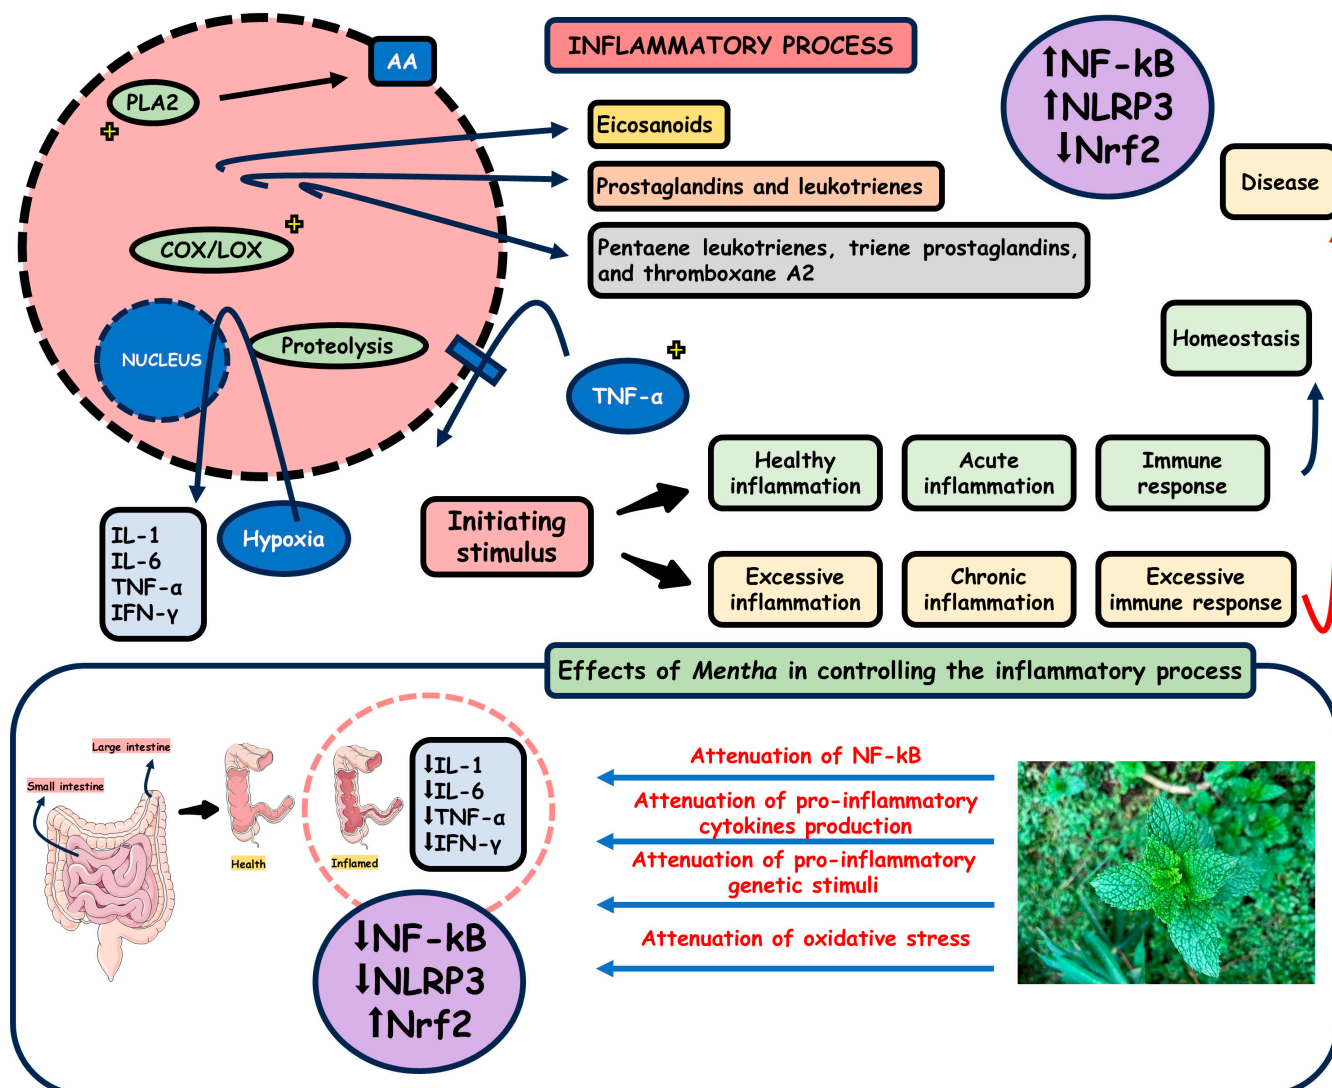 INFLAMMATORY PROCESS
AA
PLA2
COX/LOX
NUCLEUS
Proteolysis
Eicosanoids
Prostaglandins and leukotrienes
Pentaene leukotrienes, triene prostaglandins,
and thromboxane A2
↑NF-kB
↑NLRP3
↓Nrf2
Disease
Homeostasis
TNF-α
Hypoxia
IL-1
IL-6
TNF-α
IFN-γ
Initiating
stimulus
Healthy
inflammation
Acute
inflammation
Immune
response
Excessive
inflammation
Chronic
inflammation
Excessive
immune response
Effects of Mentha in controlling the inflammatory process
Large intestine
Small intestine
Health
Inflamed
↓IL-1
↓IL-6
↓TNF-α
↓IFN-γ
↓NF-kB
↓NLRP3
↑Nrf2
Attenuation of NF-kB
Attenuation of pro-inflammatory
cytokines production
Attenuation of pro-inflammatory
genetic stimuli
Attenuation of oxidative stress